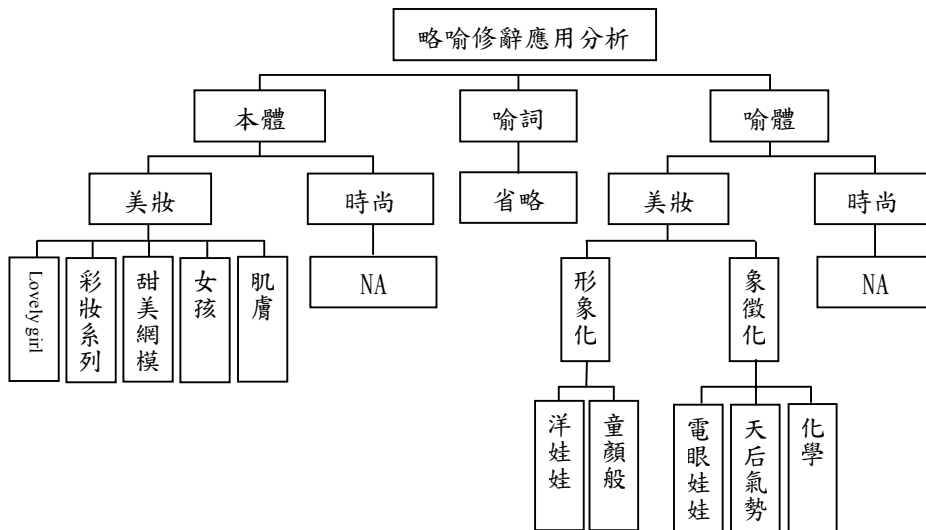 略喻修辭應用分析
本體
喻詞
喻體
美妝
時尚
省略
美妝
時尚
Lovely girl
彩妝系列
甜美網模
女孩
肌膚
NA
形象化
象徵化
NA
洋娃娃
童顏般
電眼娃娃
天后氣勢
化學